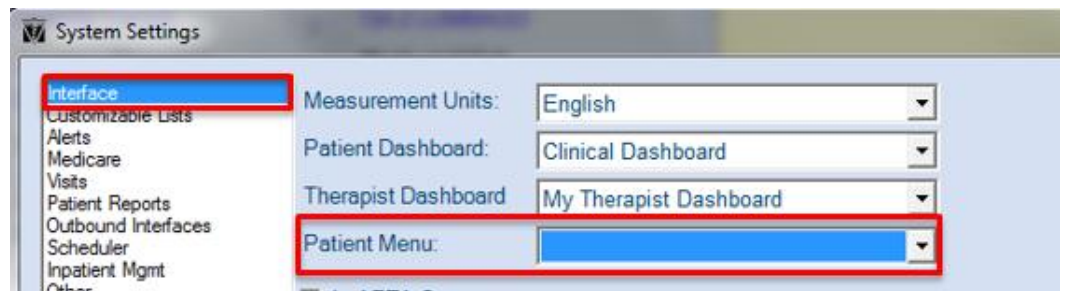 System Settings
Interface
Customizable Lists
Alerts
Medicare
Visits
Patient Reports
Outbound Interfaces
Scheduler
Inpatient Mgmt
Other
Measurement Units: English
Patient Dashboard: Clinical Dashboard
Therapist Dashboard My Therapist Dashboard
Patient Menu: